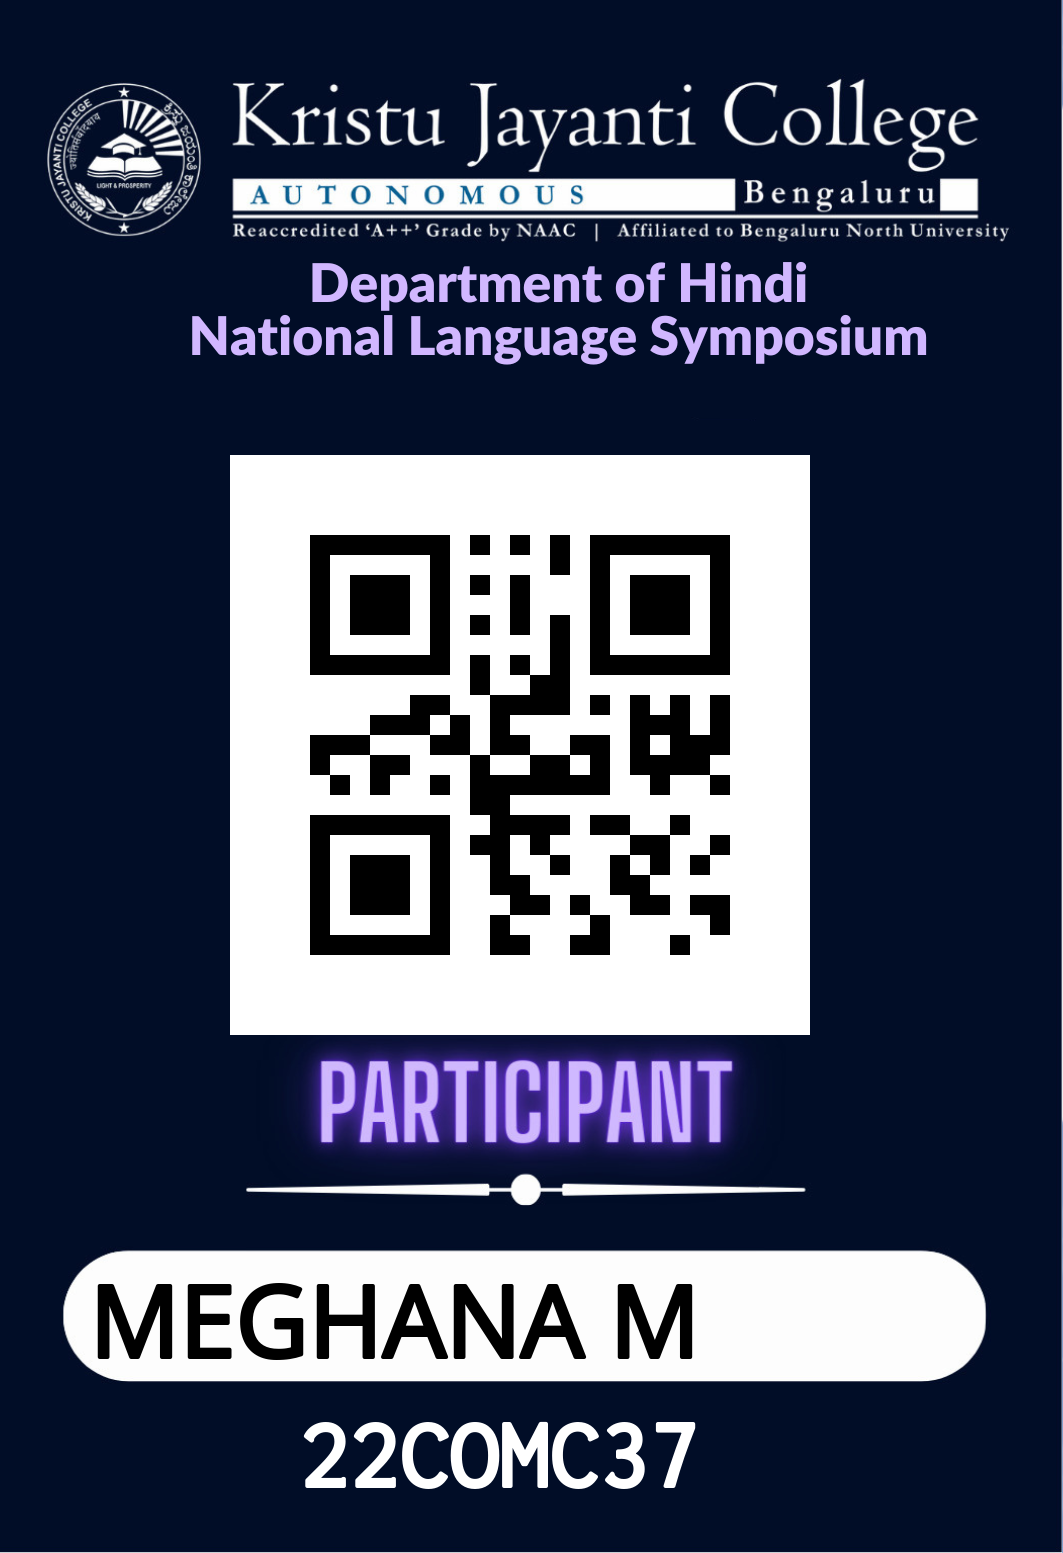 Kristu Jayanti College
AUTONOMOUS Bengaluru
Reaccredited ‘A++’ Grade by NAAC | Affiliated to Bengaluru North University
KRISTU JAYANTI COLLEGE
LIGHT & PROSPERITY
Department of Hindi
National Language Symposium
PARTICIPANT
MEGHANA M
22COMC37